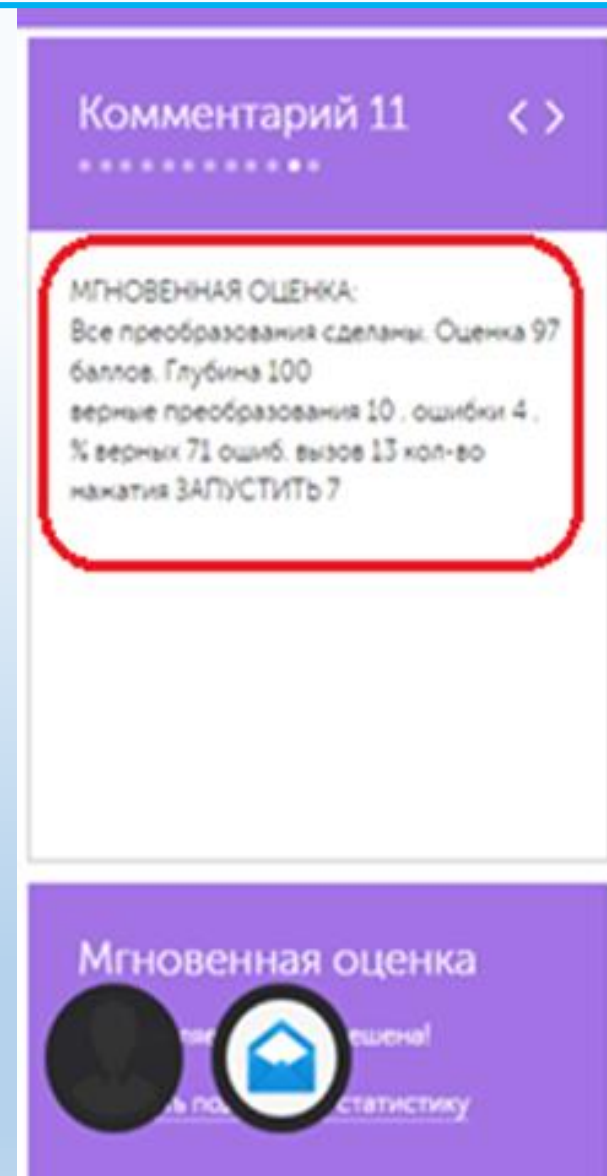 Комментарий 11
МГНОВЕННАЯ ОЦЕНКА:
Все преобразования сделаны. Оценка 97
баллов. Глубина 100
верные преобразования 10 . ошибки 4 .
% верных 71 ошиб. вызов 13 кол-во
нажатия ЗАПУСТИТЬ 7
Мгновенная оценка
статистику